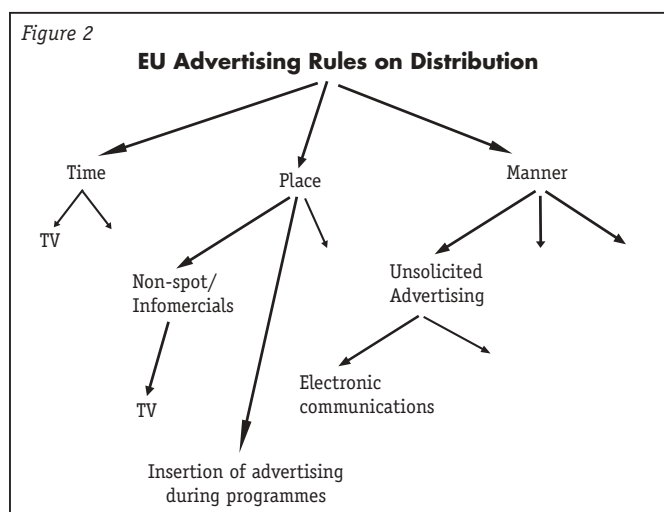 Figure 2
EU Advertising Rules on Distribution
Time
Place
Manner
TV
Non-spot/
Infomercials
Unsolicited
Advertising
TV
Electronic
communications
Insertion of advertising
during programmes